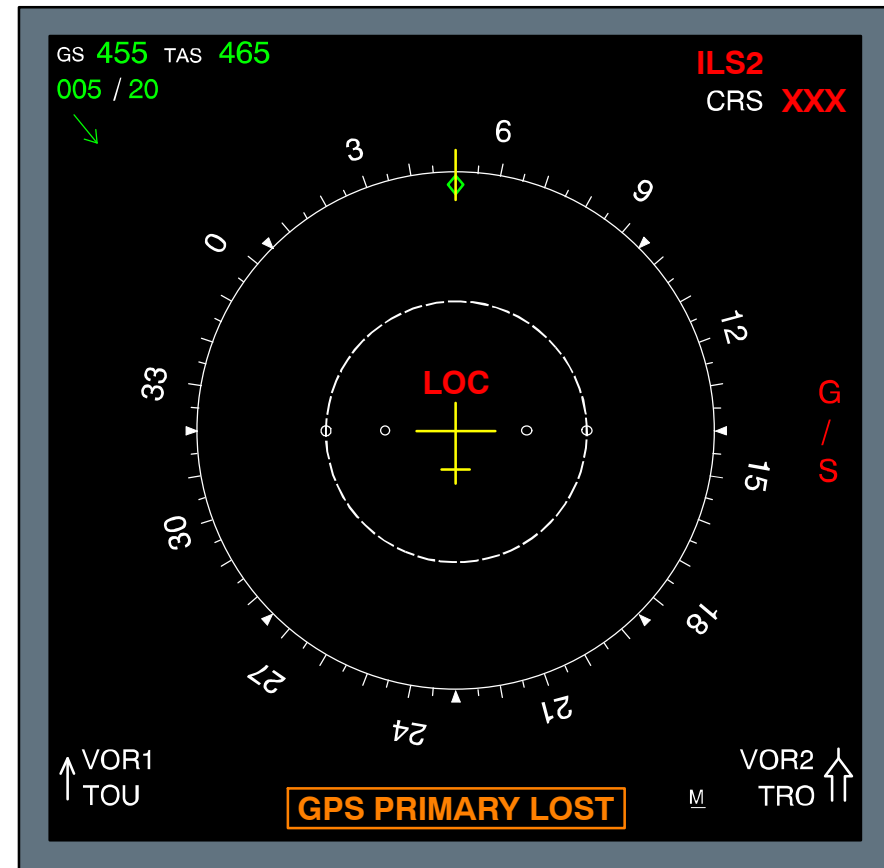 GS 455 TAS 465
005 / 20
ILS2
CRS XXX
3
6
0
9
33
12
LOC
G
/
S
30
15
27
18
24
21
VOR1
TOU
GPS PRIMARY LOST
M
VOR2
TRO